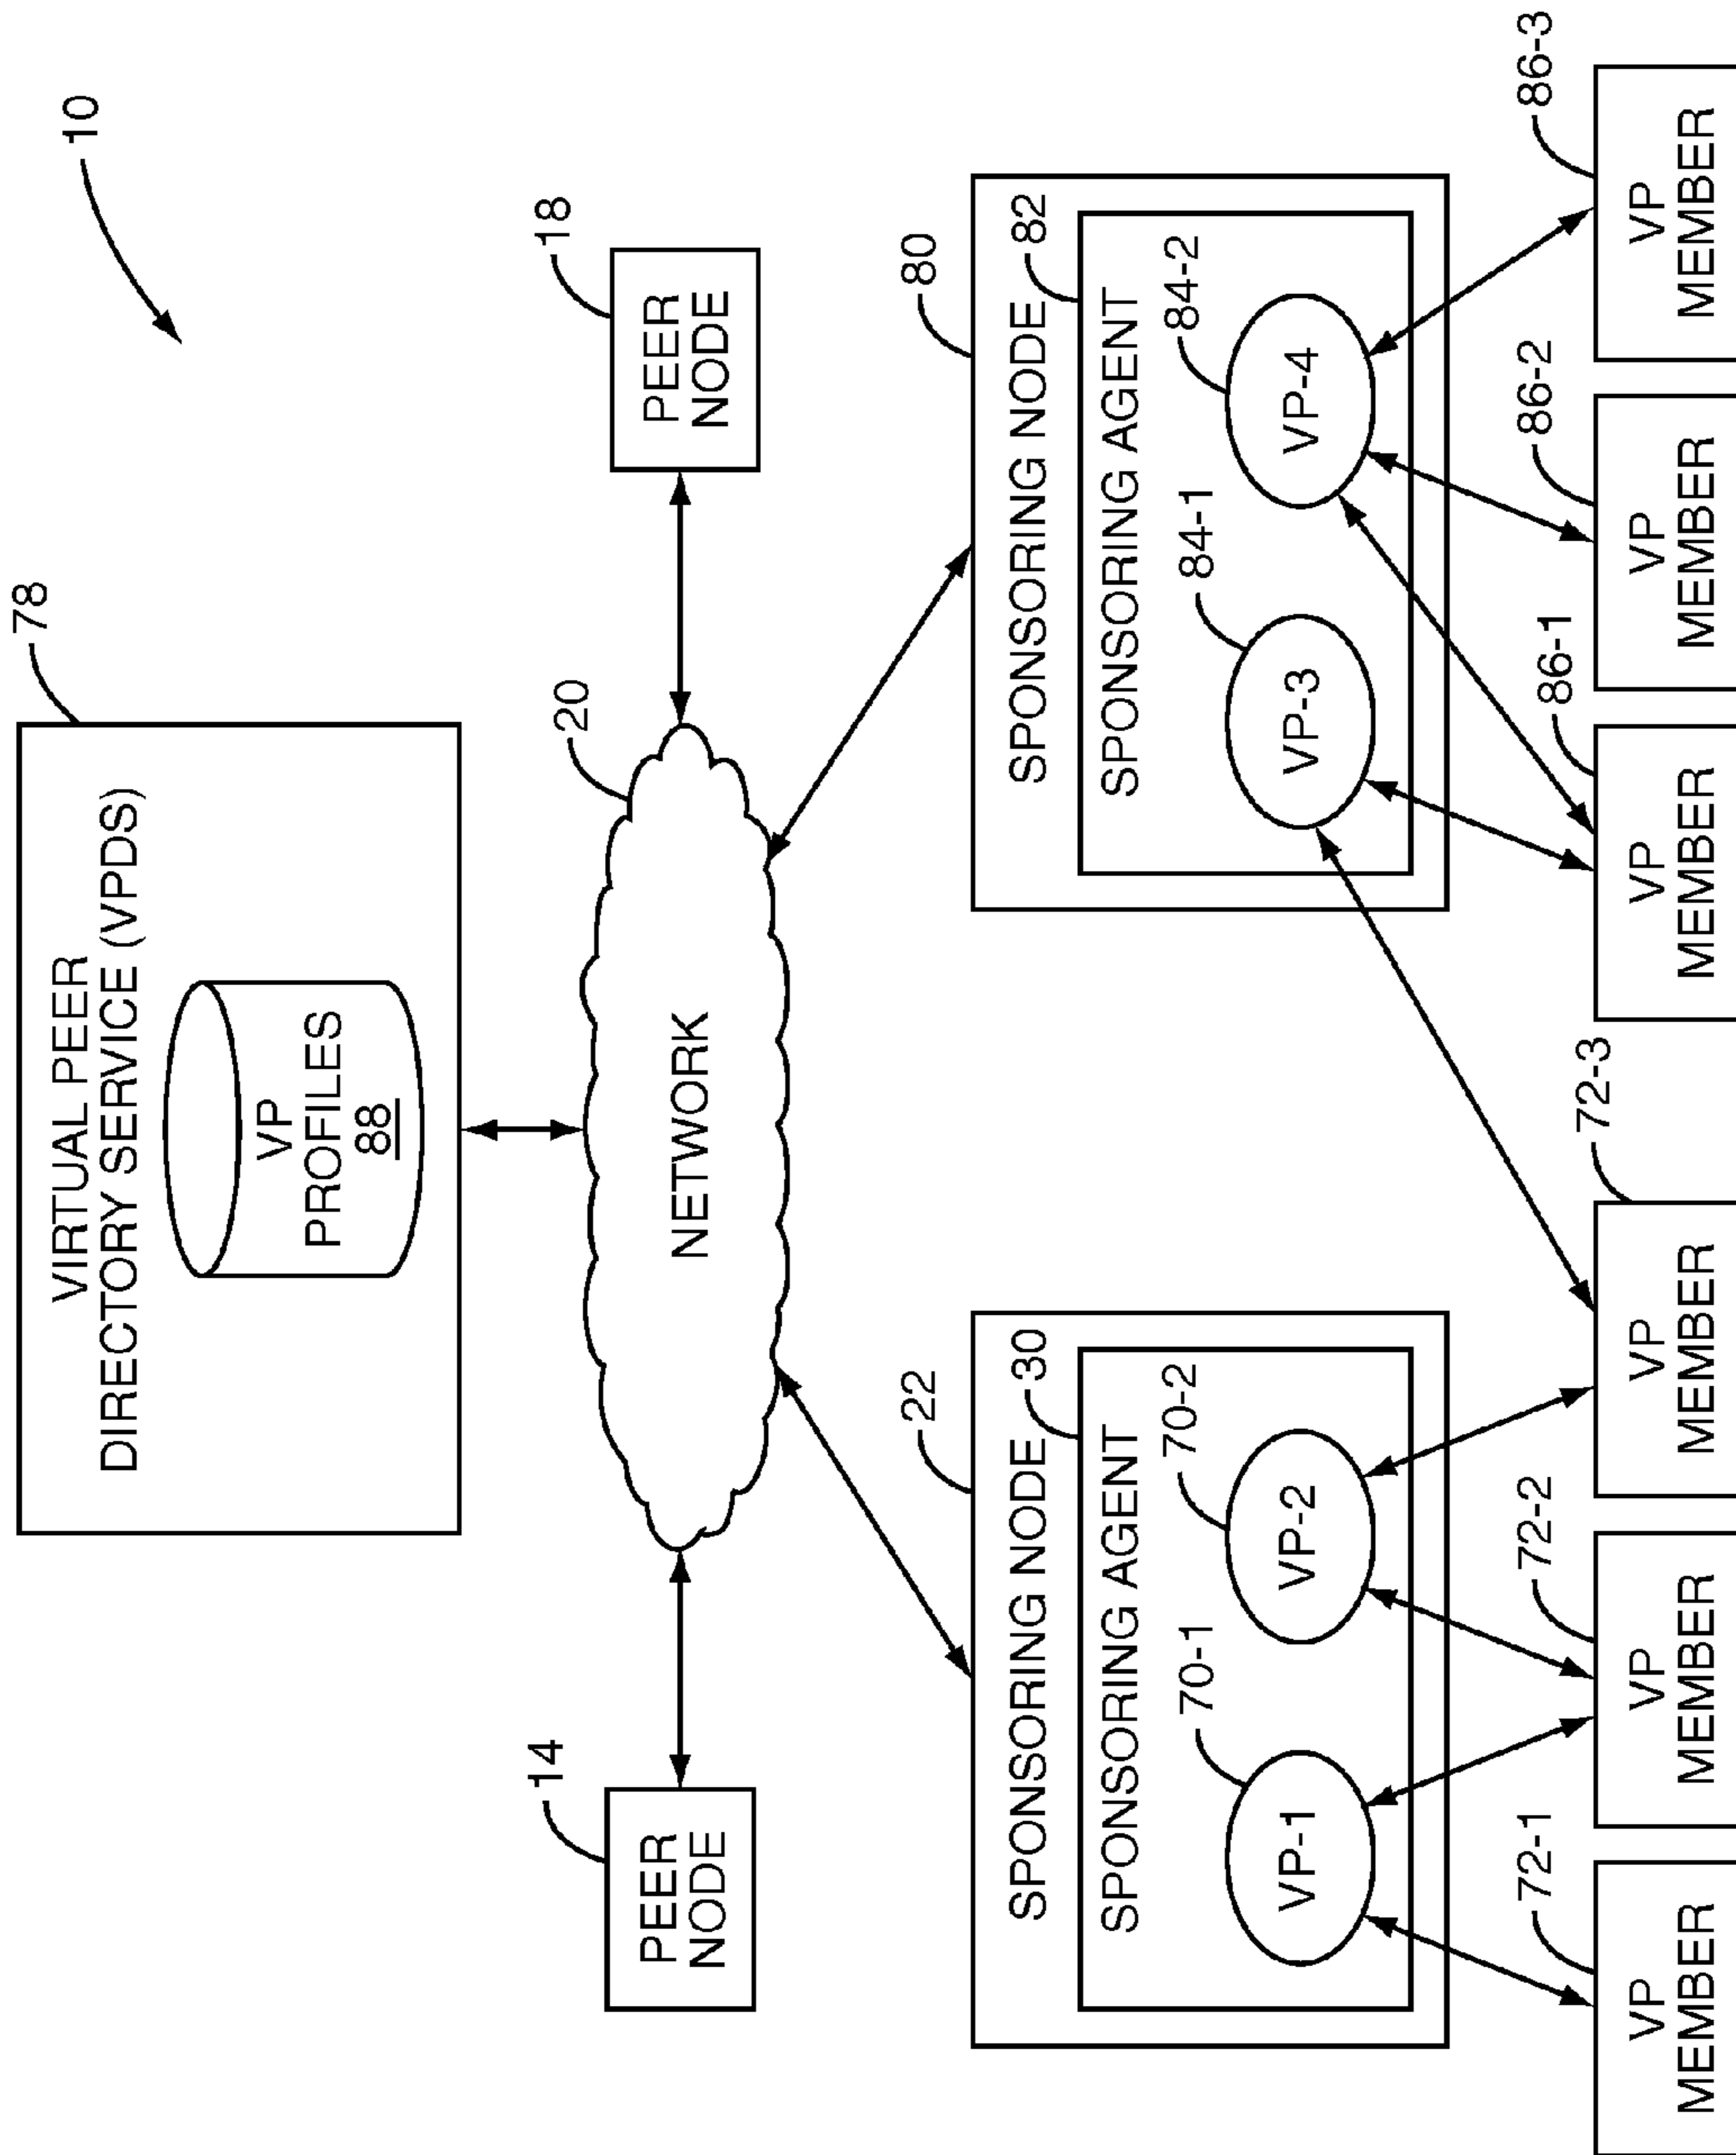 10
78
VIRTUAL PEER
DIRECTORY SERVICE (VPDS)
VP
PROFILES
88
14
PEER
NODE
20
NETWORK
18
PEER
NODE
22
SPONSORING NODE
30
SPONSORING AGENT
70-1
VP-1
70-2
VP-2
80
SPONSORING NODE
82
SPONSORING AGENT
84-1
VP-3
84-2
VP-4
72-1
VP
MEMBER
72-2
VP
MEMBER
72-3
VP
MEMBER
86-1
VP
MEMBER
86-2
VP
MEMBER
86-3
VP
MEMBER